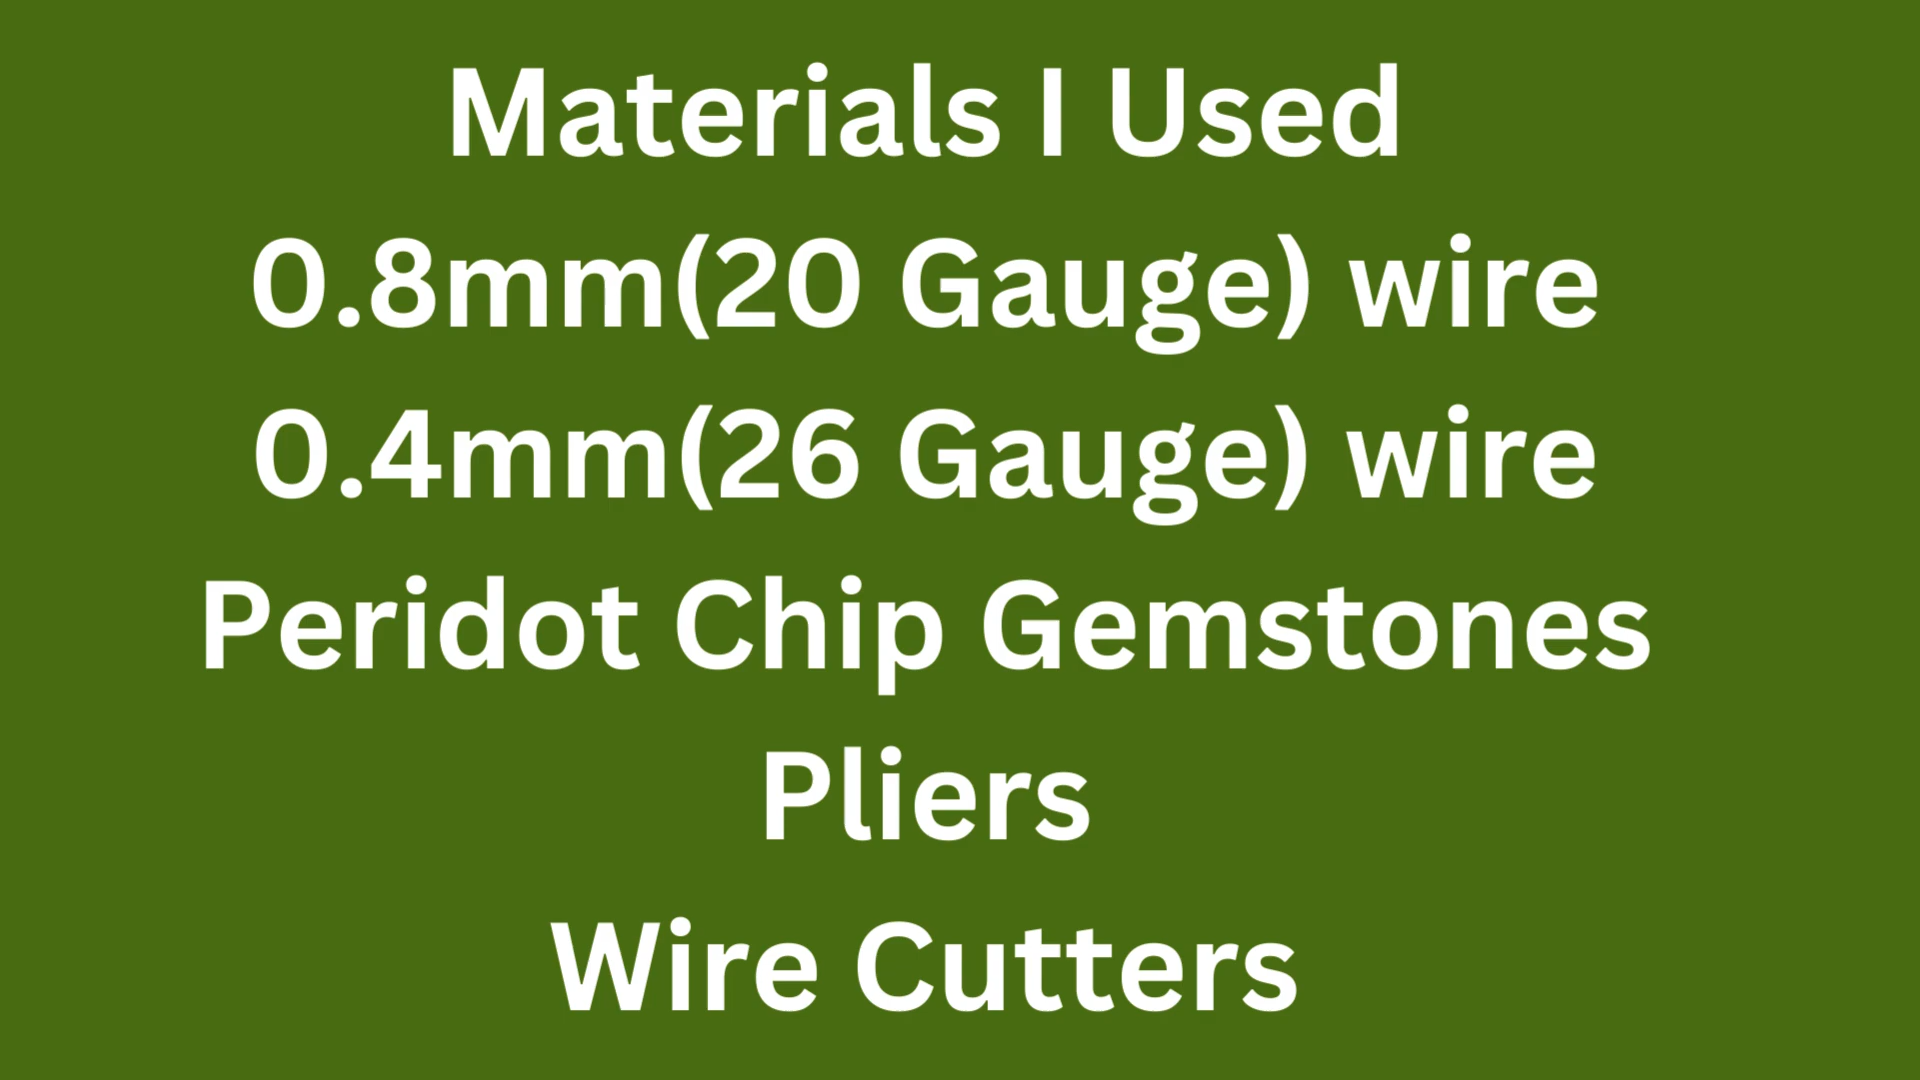 Materials I Used
0.8mm(20 Gauge) wire
0.4mm(26 Gauge) wire
Peridot Chip Gemstones
Pliers
Wire Cutters